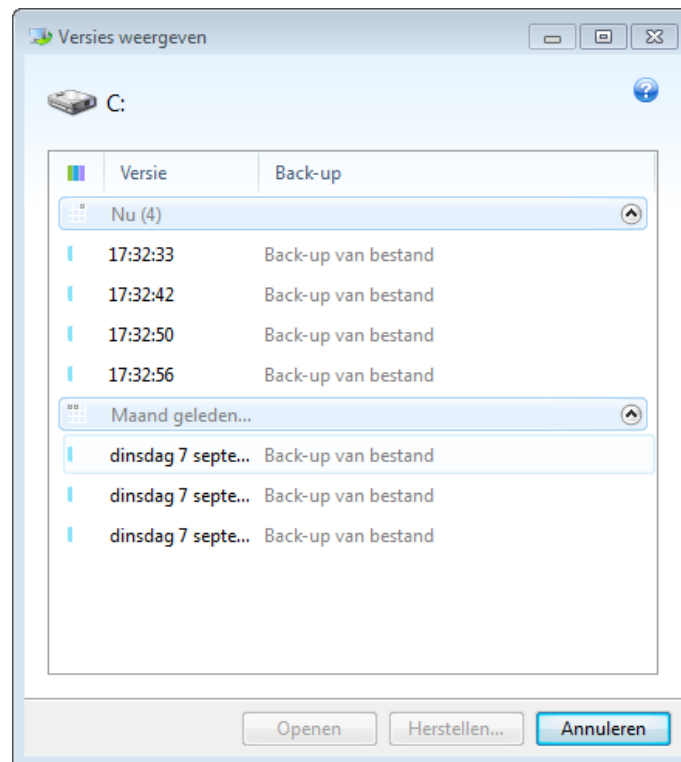 Versies weergeven
C:
Versie Back-up
Nu (4)
17:32:33 Back-up van bestand
17:32:42 Back-up van bestand
17:32:50 Back-up van bestand
17:32:56 Back-up van bestand
Maand geleden...
dinsdag 7 septe... Back-up van bestand
dinsdag 7 septe... Back-up van bestand
dinsdag 7 septe... Back-up van bestand
Openen Herstellen... Annuleren